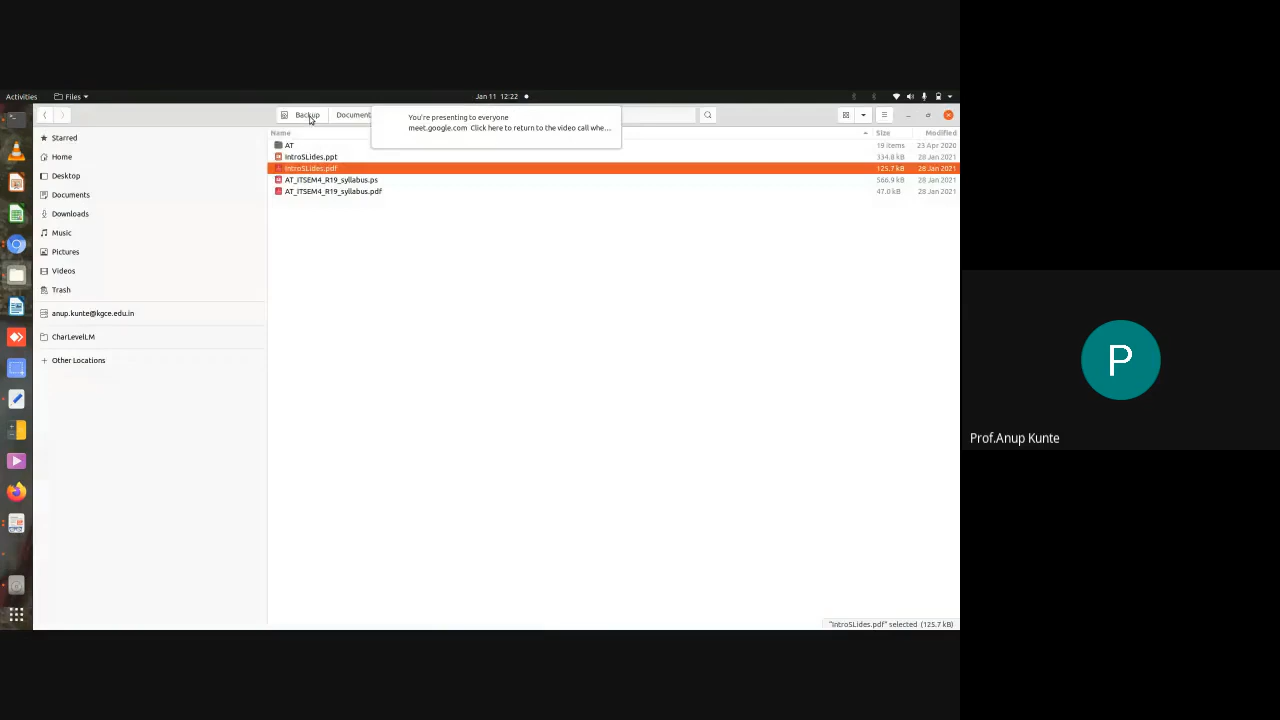 Activities
Files
Jan 11 12:22
Backup
Document
You're presenting to everyone
meet.google.com Click here to return to the video call whe...
Name
Size
Modified
Starred
Home
Desktop
Documents
Downloads
Music
Pictures
Videos
Trash
anup.kunte@kgce.edu.in
CharLevelLM
Other Locations
AT 19 items 23 Apr 2020
IntroSLides.ppt 334.8 kB 28 Jan 2021
IntroSLides.pdf 125.7 kB 28 Jan 2021
AT_ITSEM4_R19_syllabus.ps 566.9 kB 28 Jan 2021
AT_ITSEM4_R19_syllabus.pdf 47.0 kB 28 Jan 2021
"IntroSLides.pdf" selected (125.7 kB)
P
Prof.Anup Kunte